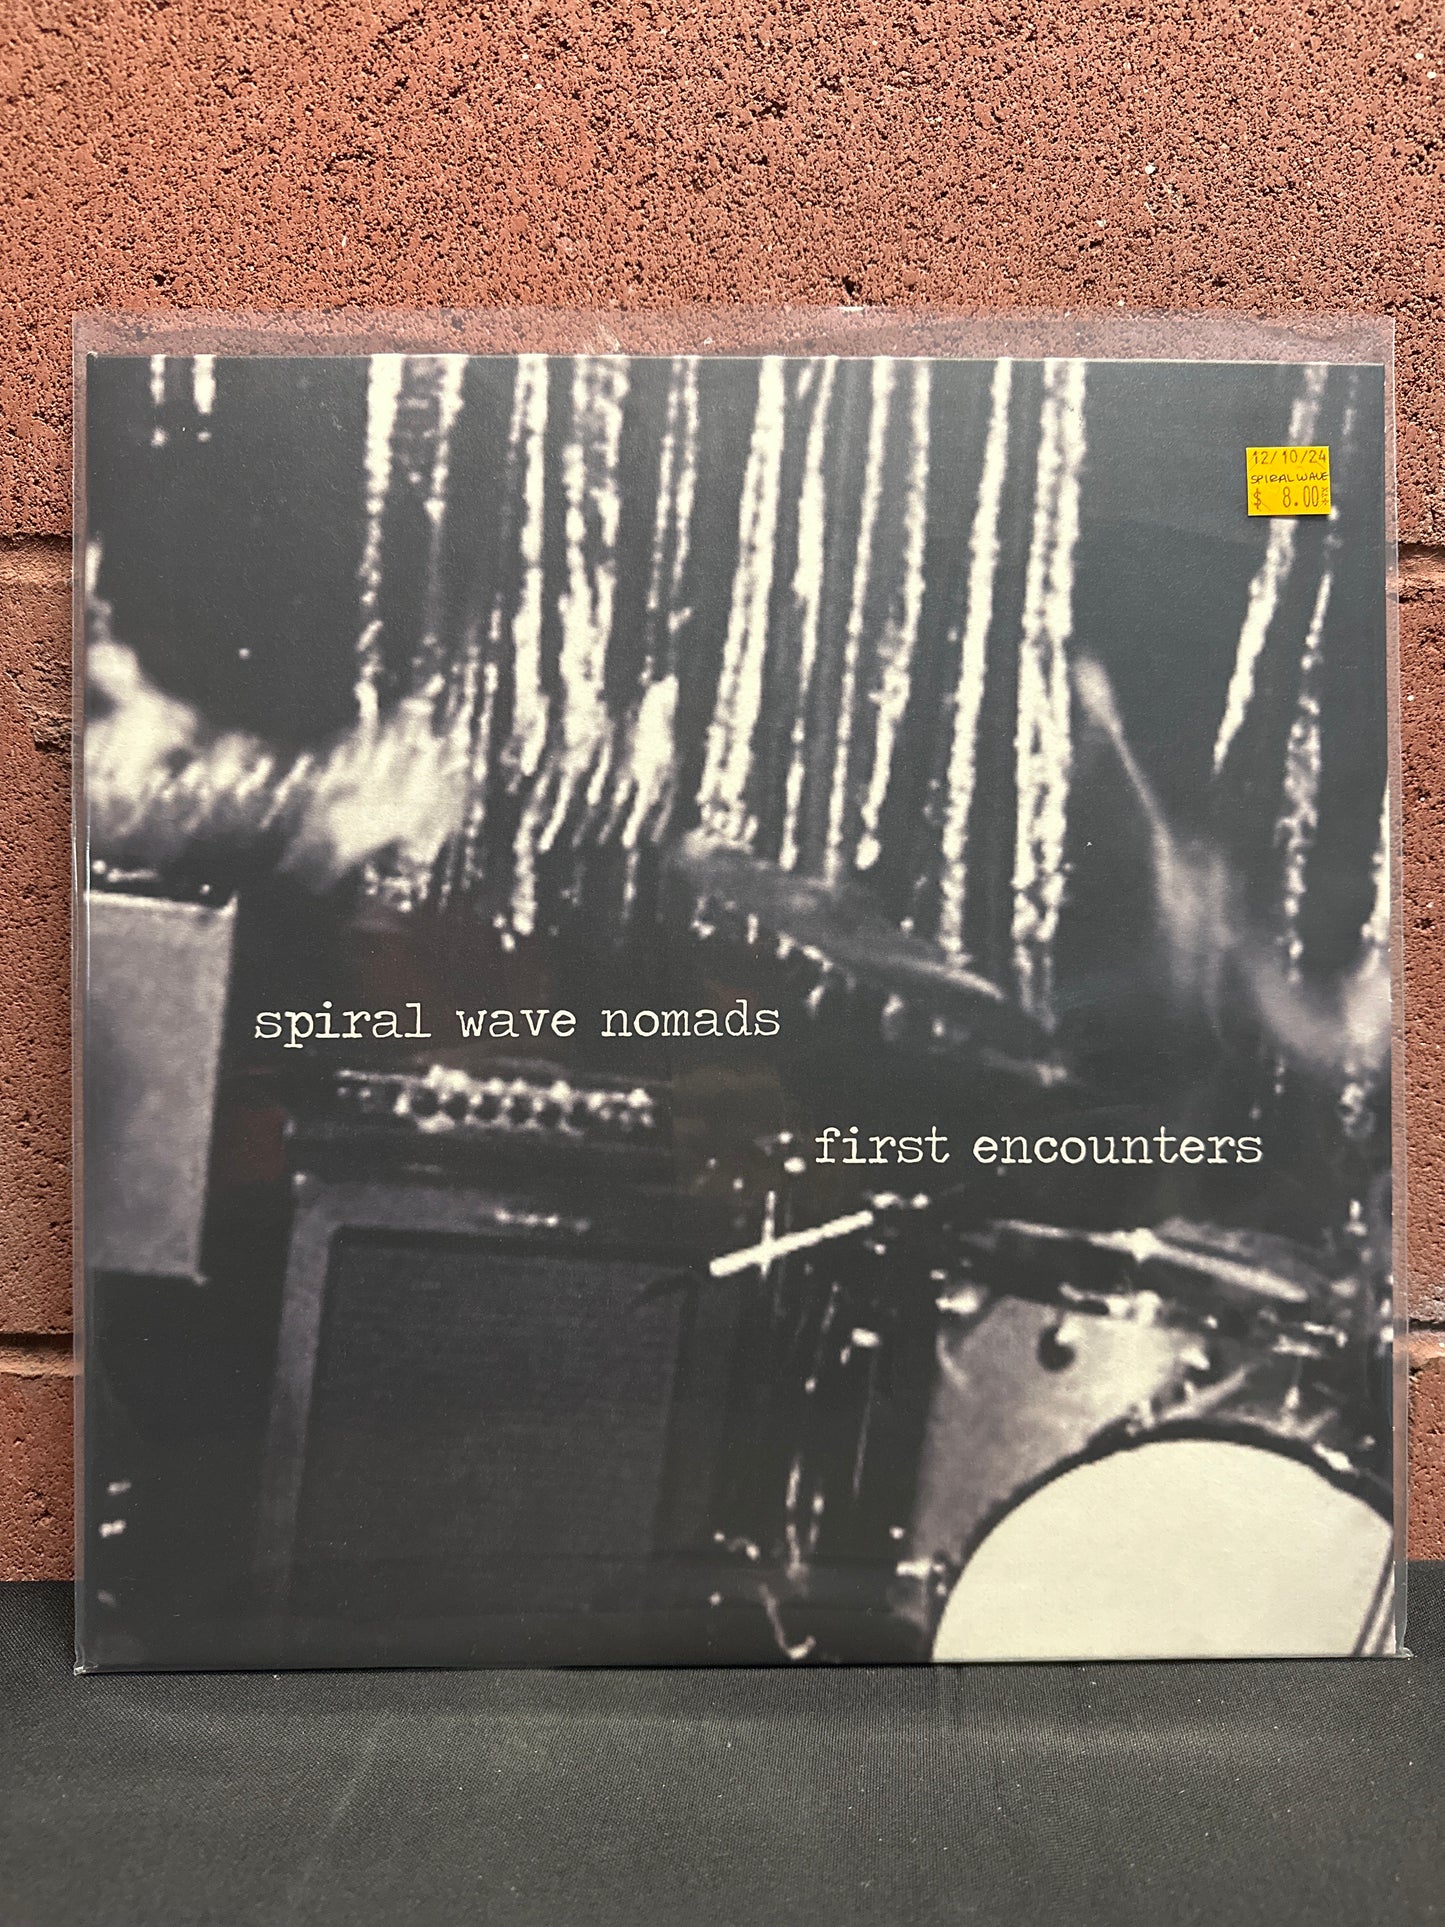 12/10/24
SPIRAL WAVE
$ 8.00
spiral wave nomads
first encounters